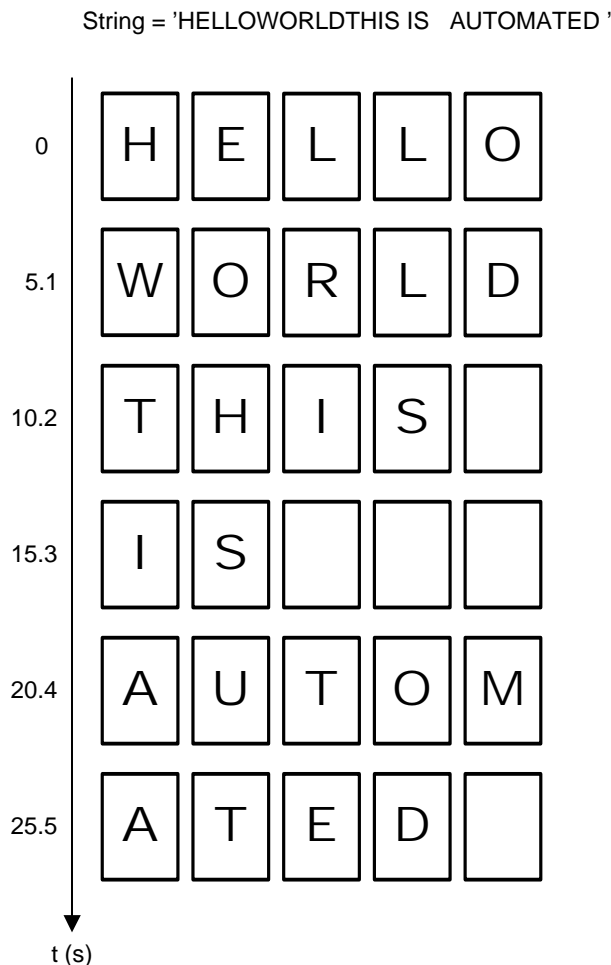 String = ’HELLOWORLDTHIS IS   AUTOMATED ’
0 H E L L O
5.1 W O R L D
10.2 T H I S
15.3 I S
20.4 A U T O M
25.5 A T E D
t (s)